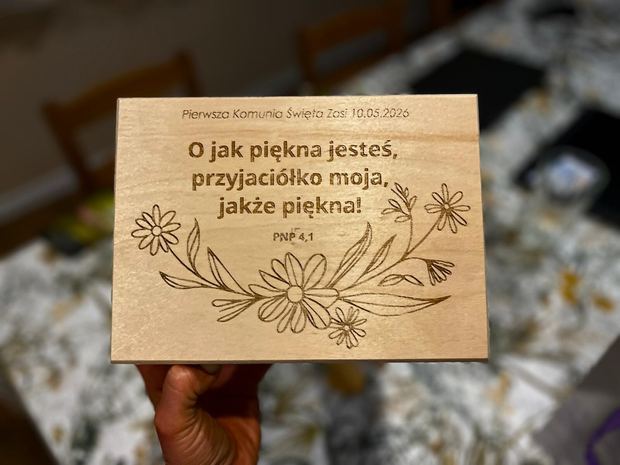 Pierwsza Komunia Święta Zosi 10.05.2026
O jak piękna jesteś,
przyjaciółko moja,
jakże piękna!
PNP 4,1